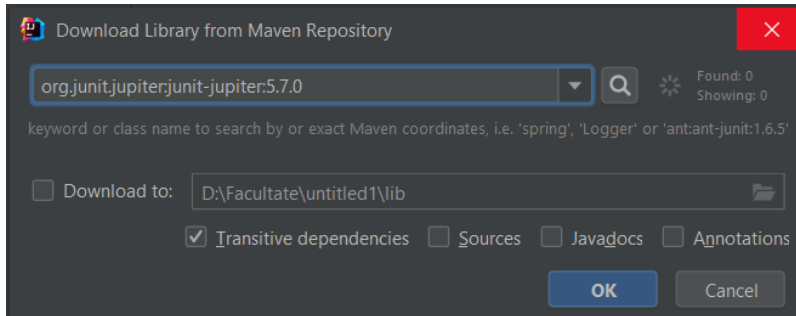 Download Library from Maven Repository
org.junit.jupiter:junit-jupiter:5.7.0
Found: 0
Showing: 0
keyword or class name to search by or exact Maven coordinates, i.e. 'spring', 'Logger' or 'ant:ant-junit:1.6.5'
Download to:
D:\Facultate\untitled1\lib
Transitive dependencies Sources Javadocs Annotations
OK Cancel